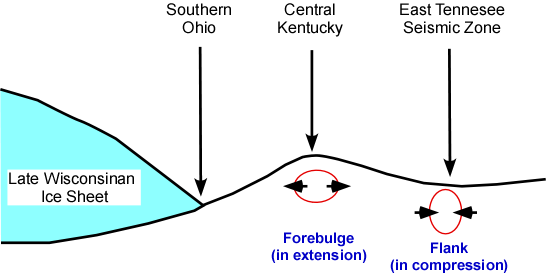 Southern
Ohio
Central
Kentucky
East Tennesee
Seismic Zone
Late Wisconsinan
Ice Sheet
Forebulge
(in extension)
Flank
(in compression)